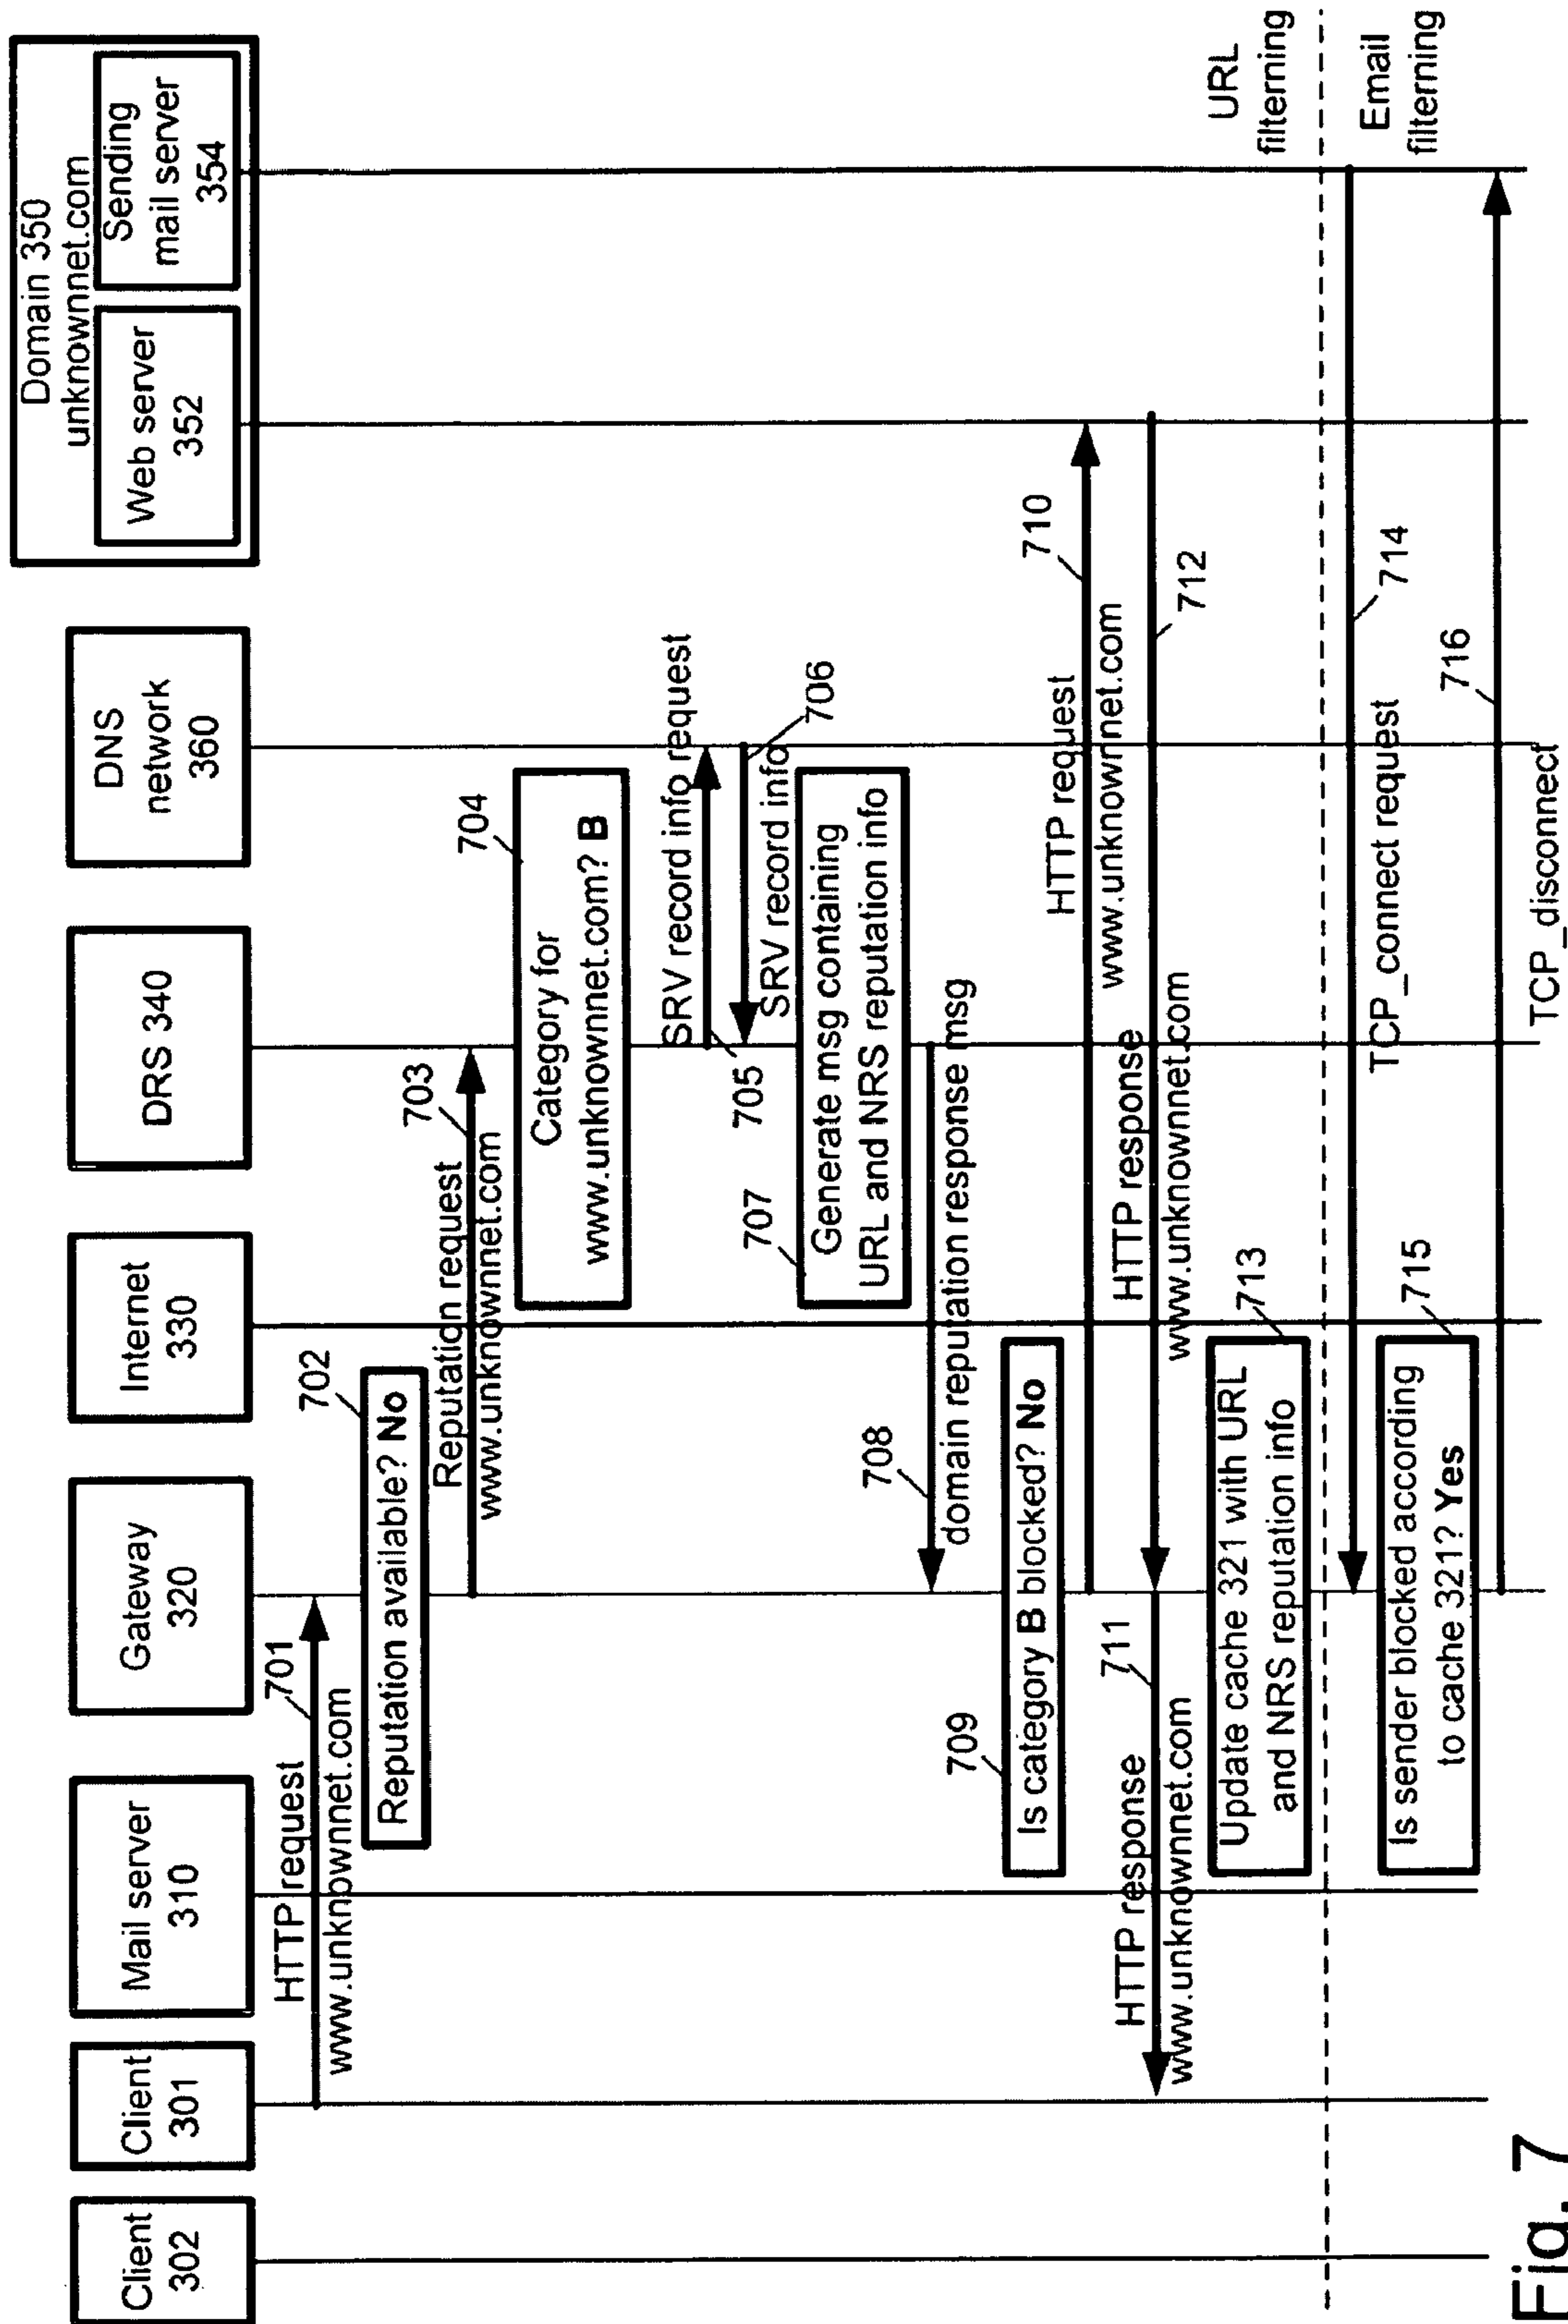 Client
302
Client
301
Mail server
310
Gateway
320
Internet
330
DRS 340
DNS
network
360
Domain 350
unknownnet.com
Web server
352
Sending
mail server
354
HTTP request
701
www.unknownnet.com
702
Reputation available? No
Reputation request
703
www.unknownnet.com
704
Category for
www.unknownnet.com? B
SRV record info request
705
706
SRV record info
707
Generate msg containing
URL and NRS reputation info
708
domain reputation response msg
709
Is category B blocked? No
HTTP request
710
www.unknownnet.com
HTTP response
711
www.unknownnet.com
HTTP response
712
www.unknownnet.com
713
Update cache 321 with URL
and NRS reputation info
URL
filterning
Email
filterning
TCP_connect request
714
715
Is sender blocked according
to cache 321? Yes
716
TCP_disconnect
Fig. 7